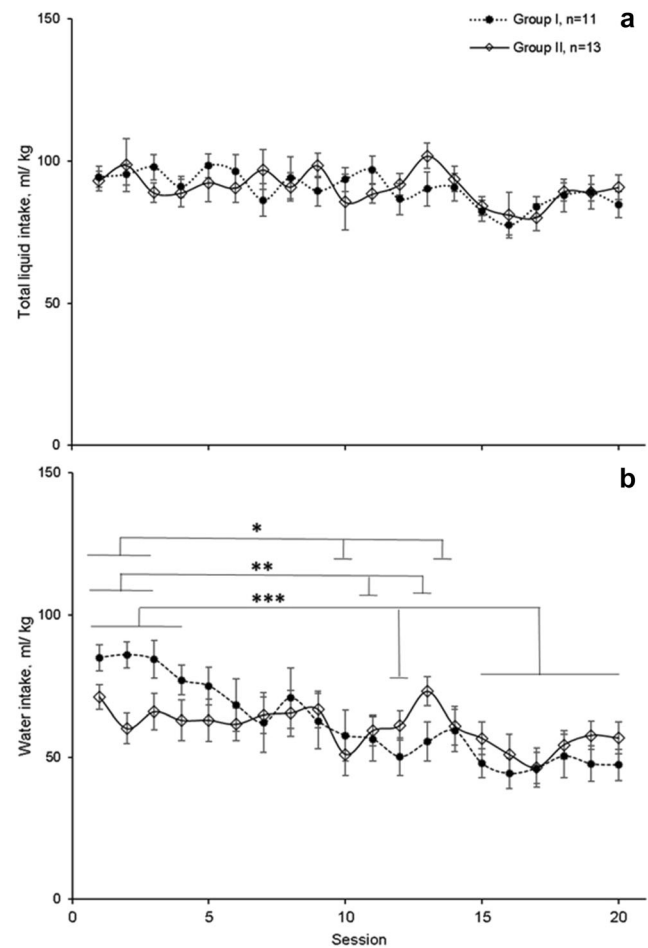 150
Group I, n=11
a
Group II, n=13
100
50
0
Total liquid intake, ml/ kg
150
b
*
**
***
100
50
0
Water intake, ml/ kg
0 5 10 15 20
Session